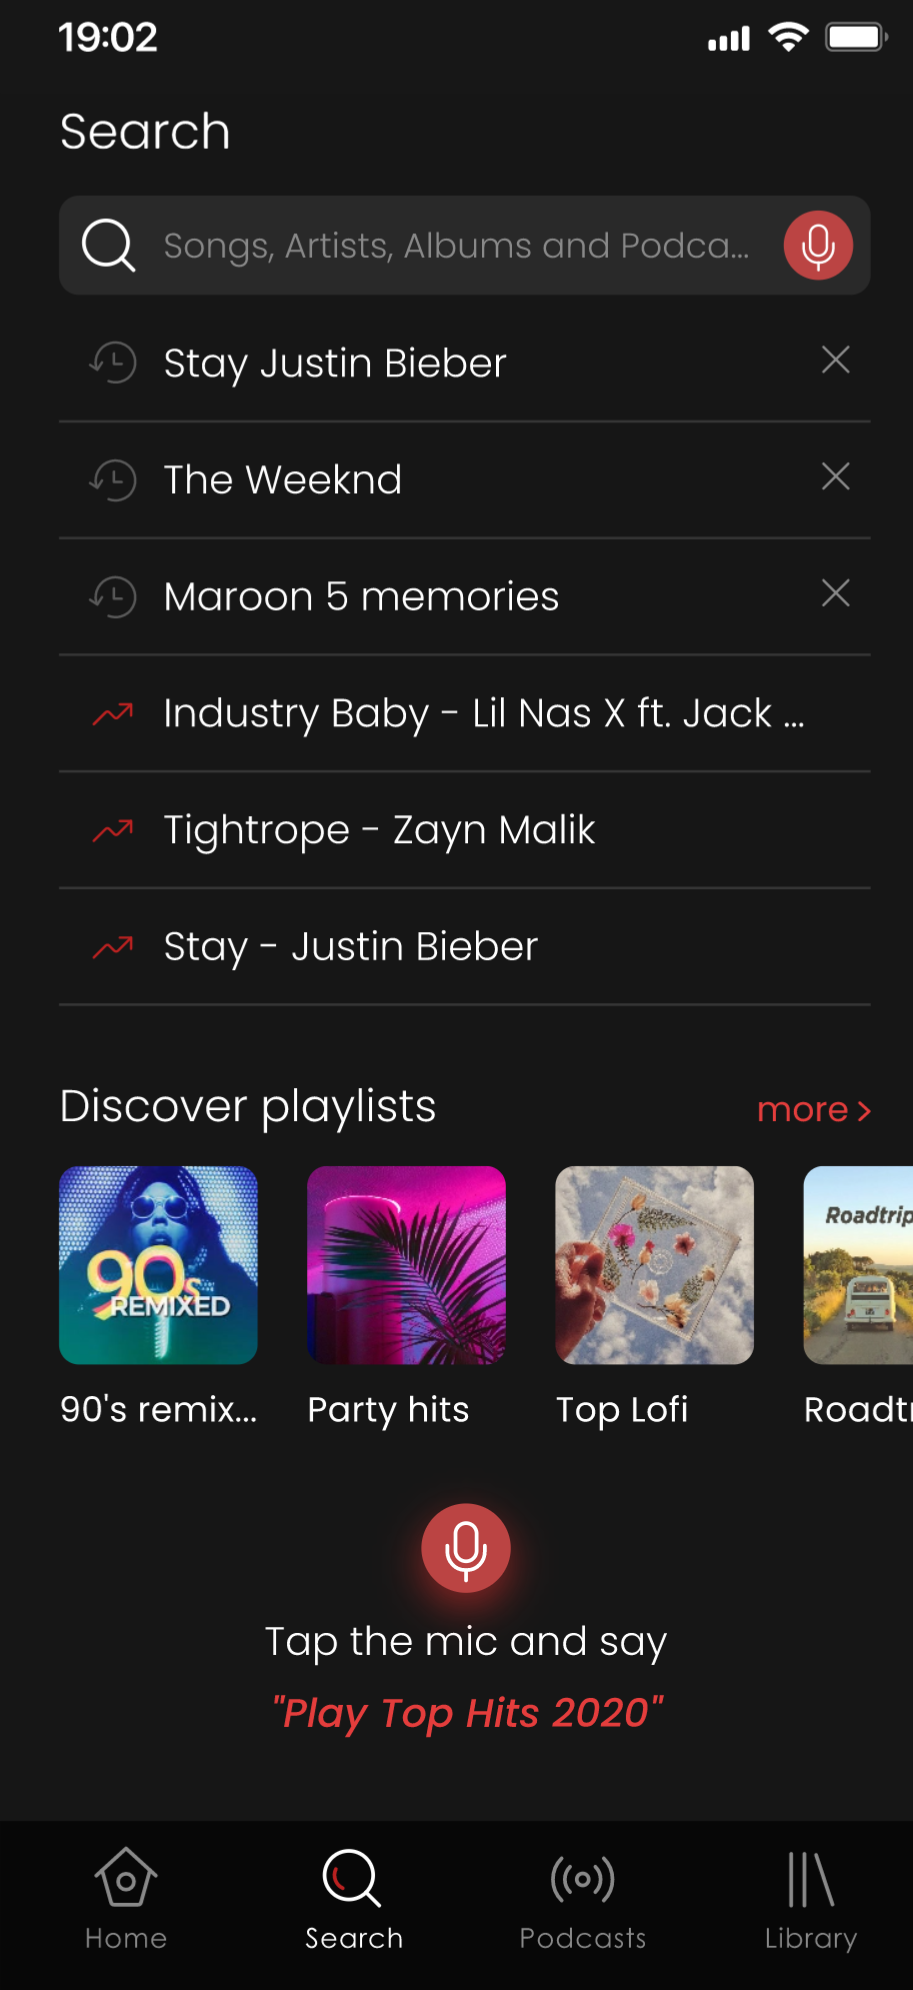 19:02
Search
Songs, Artists, Albums and Podca...
Stay Justin Bieber
The Weeknd
Maroon 5 memories
Industry Baby - Lil Nas X ft. Jack ...
Tightrope - Zayn Malik
Stay - Justin Bieber
Discover playlists
more >
90s
REMIXED
Roadtrip
90's remix...
Party hits
Top Lofi
Roadtr
Tap the mic and say
"Play Top Hits 2020"
Home
Search
Podcasts
Library